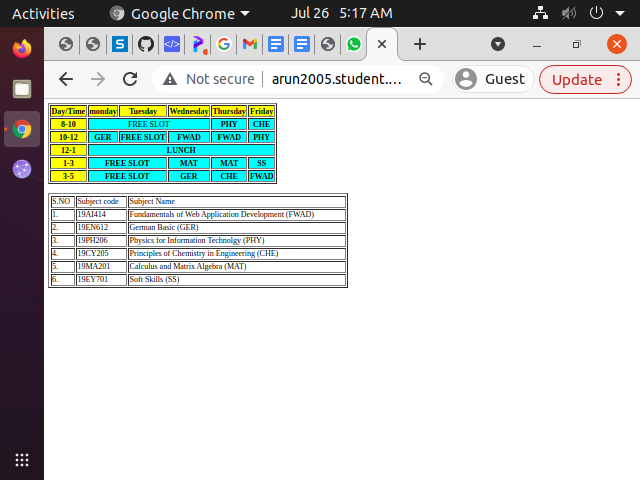 Activities Google Chrome Jul 26 5:17 AM
Not secure arun2005.student.... Guest Update
Day/Time monday Tuesday Wednesday Thursday Friday
8-10 FREE SLOT PHY CHE
10-12 GER FREE SLOT FWAD FWAD PHY
12-1 LUNCH
1-3 FREE SLOT MAT MAT SS
3-5 FREE SLOT GER CHE FWAD
S.NO Subject code Subject Name
1. 19AI414 Fundamentals of Web Application Development (FWAD)
2. 19EN612 German Basic (GER)
3. 19PH206 Physics for Information Technolgy (PHY)
4. 19CY205 Principles of Chemistry in Engineering (CHE)
5. 19MA201 Calculus and Matrix Algebra (MAT)
6. 19EY701 Soft Skills (SS)